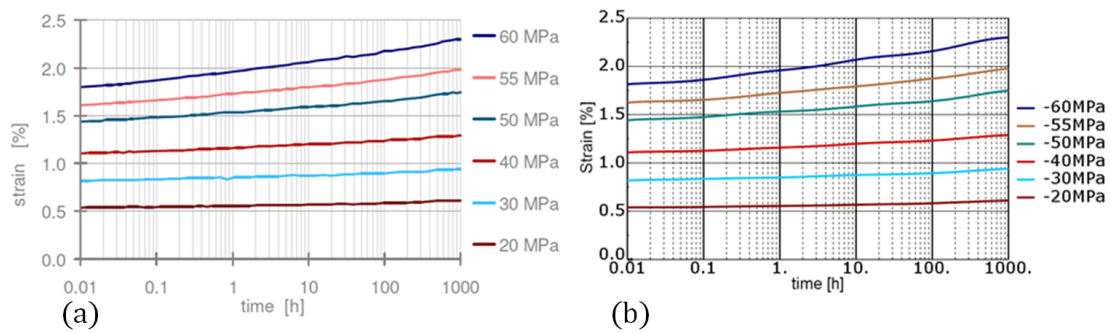 2.5
2.0
1.5
1.0
0.5
0.0
strain [%]
0.01 0.1 1 10 100 1000
time [h]
60 MPa
55 MPa
50 MPa
40 MPa
30 MPa
20 MPa
(a)
2.5
2.0
1.5
1.0
0.5
0.0
Strain [%]
0.01 0.1 1. 10. 100. 1000.
time [h]
-60MPa
-55MPa
-50MPa
-40MPa
-30MPa
-20MPa
(b)